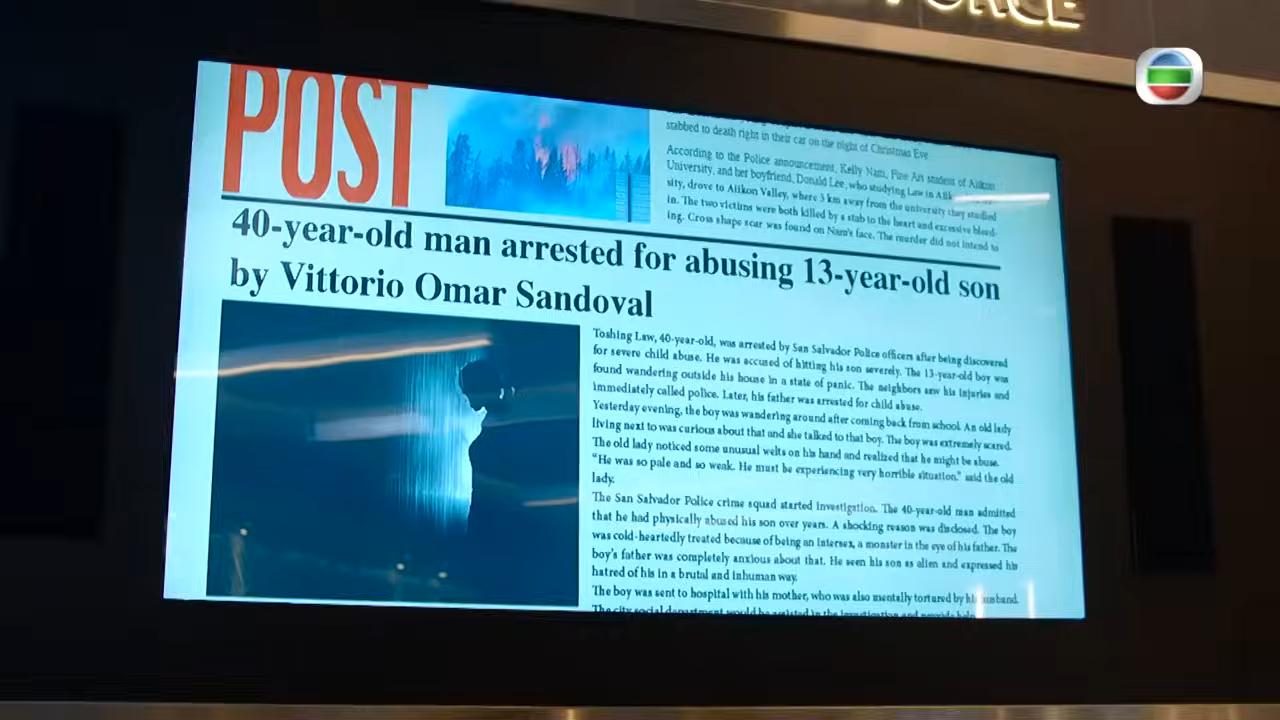 FORCE
POST
stabbed to death right in their car on the night of Christmas Eve
According to the Police announcement, Kelly Nam, Fine Art student of Aiikon
University, and her boyfriend, Donald Lee, who studying Law in
sity, drove to Aiikon Valley, where 3 km away from the university they studied
in. The two victims were both killed by a stab to the heart and excessive bleed-
ing. Cross shape scar was found on Nam's face. The murder did not intend to
40-year-old man arrested for abusing 13-year-old son
by Vittorio Omar Sandoval
Toshing Law, 40-year-old, was arrested by San Salvador Police officers after being discovered
for severe child abuse. He was accused of hitting his son severely. The 13-year-old boy was
found wandering outside his house in a state of panic. The neighbors saw his injuries and
immediately called police. Later, his father was arrested for child abuse.
Yesterday evening, the boy was wandering around after coming back from school. An old lady
living next to was curious about that and she talked to that boy. The boy was extremely scared.
The old lady noticed some unusual welts on his hand and realized that he might be abuse.
"He was so pale and so weak. He must be experiencing very horrible situation." said the old
lady.
The San Salvador Police crime squad started investigation. The 40-year-old man admitted
that he had physically abused his son over years. A shocking reason was disclosed. The boy
was cold-heartedly treated because of being an intersex, a monster in the eye of his father. The
boy's father was completely anxious about that. He seen his son as alien and expressed his
hatred of his in a brutal and inhuman way.
The boy was sent to hospital with his mother, who was also mentally tortured by his husband.
The city social department would be assisted in the investigation and provide help